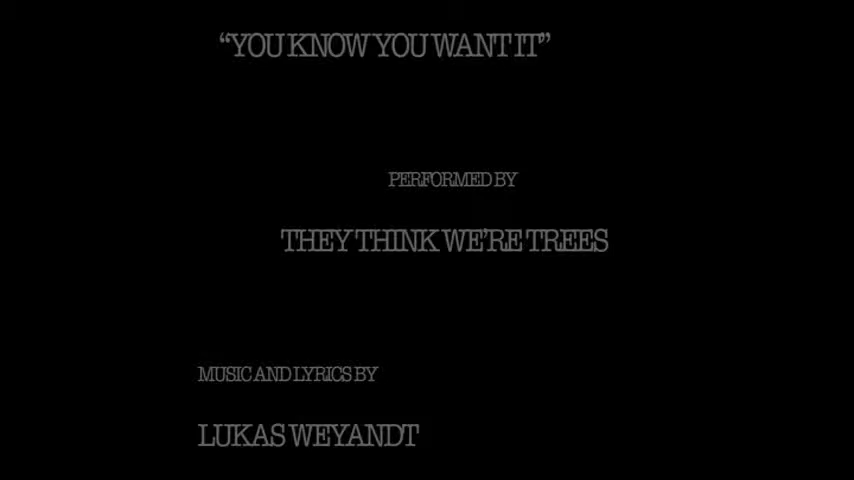 “YOU KNOW YOU WANT IT”
PERFORMED BY
THEY THINK WE’RE TREES
MUSIC AND LYRICS BY
LUKAS WEYANDT